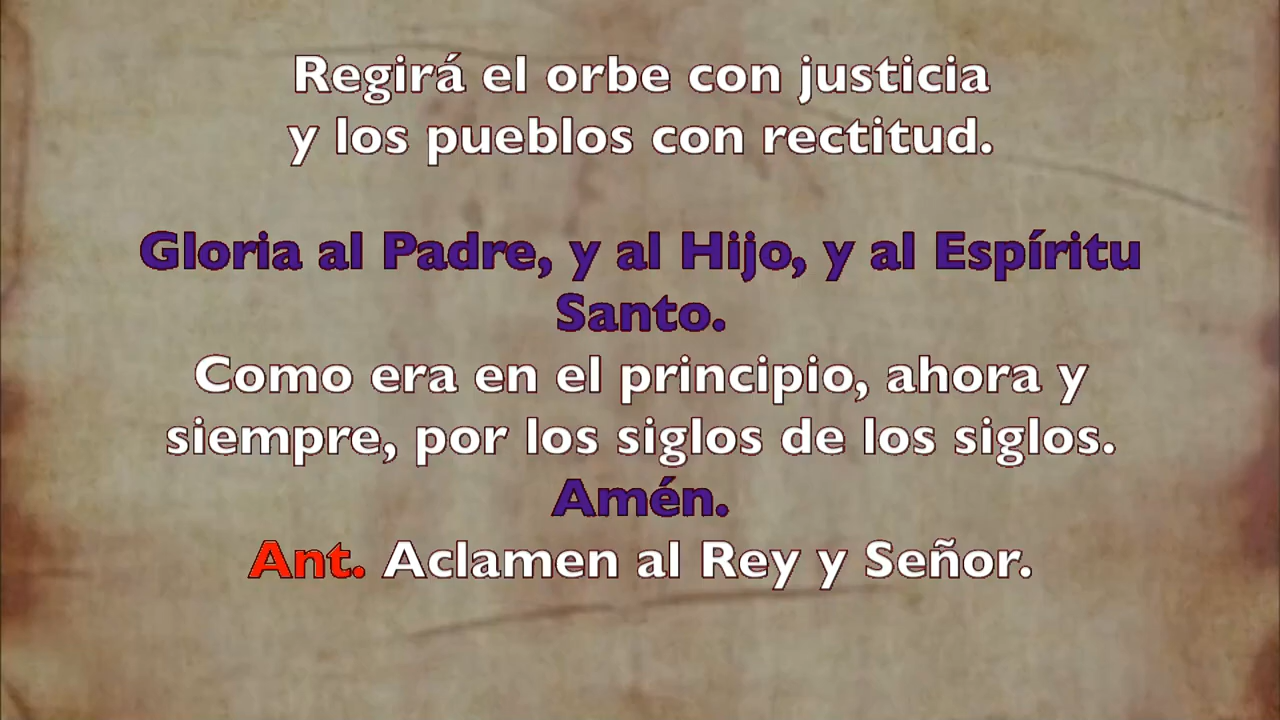 Regirá el orbe con justicia
y los pueblos con rectitud.
Gloria al Padre, y al Hijo, y al Espíritu
Santo.
Como era en el principio, ahora y
siempre, por los siglos de los siglos.
Amén.
Ant. Aclamen al Rey y Señor.